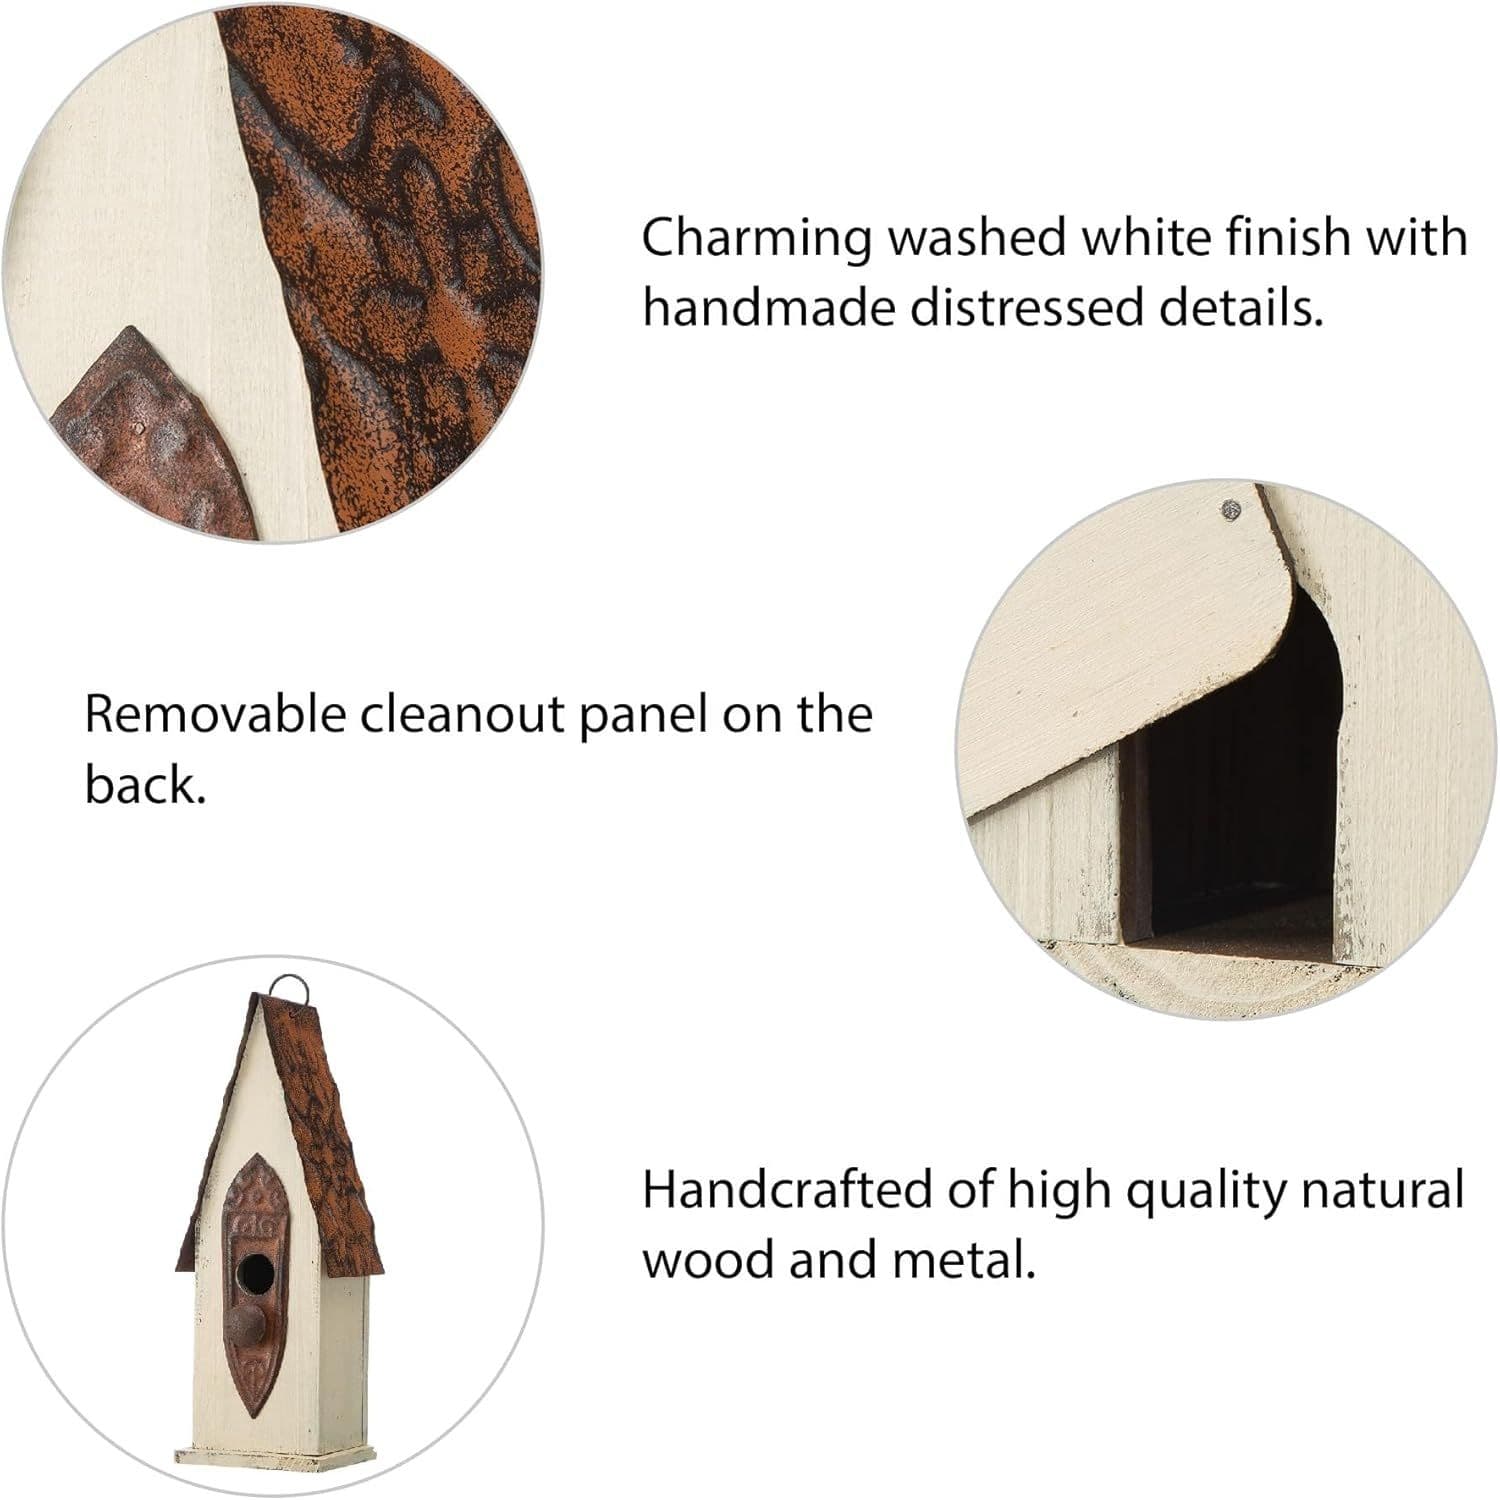 Charming washed white finish with
handmade distressed details.
Removable cleanout panel on the
back.
Handcrafted of high quality natural
wood and metal.